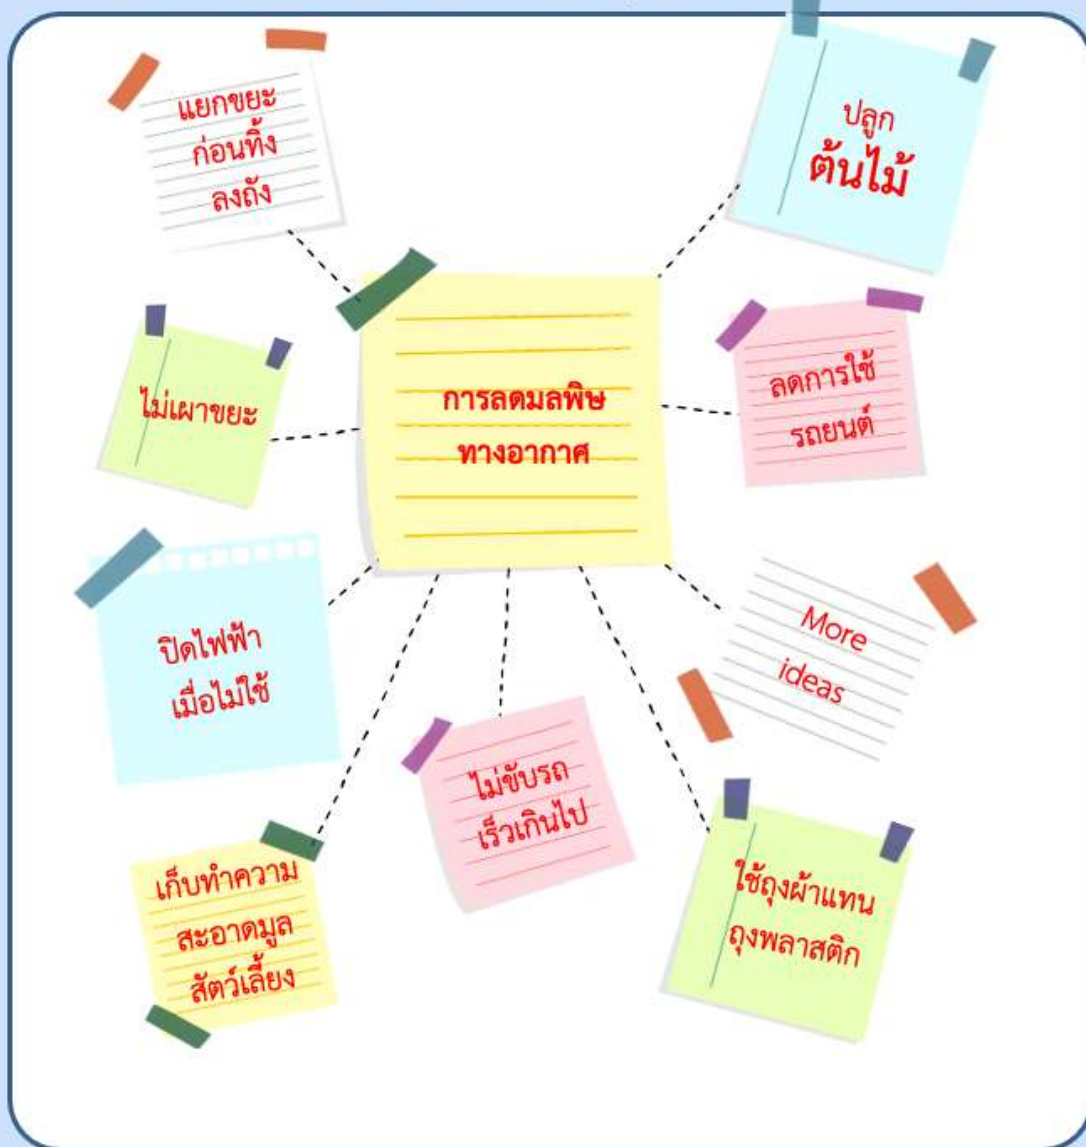 แยกขยะ
ก่อนทิ้ง
ลงถัง
ปลูก
ต้นไม้
การลดมลพิษ
ทางอากาศ
ไม่เผาขยะ
ลดการใช้
รถยนต์
ปิดไฟฟ้า
เมื่อไม่ใช้
More
ideas
ไม่ขับรถ
เร็วเกินไป
เก็บทำความ
สะอาดมูล
สัตว์เลี้ยง
ใช้ถุงผ้าแทน
ถุงพลาสติก